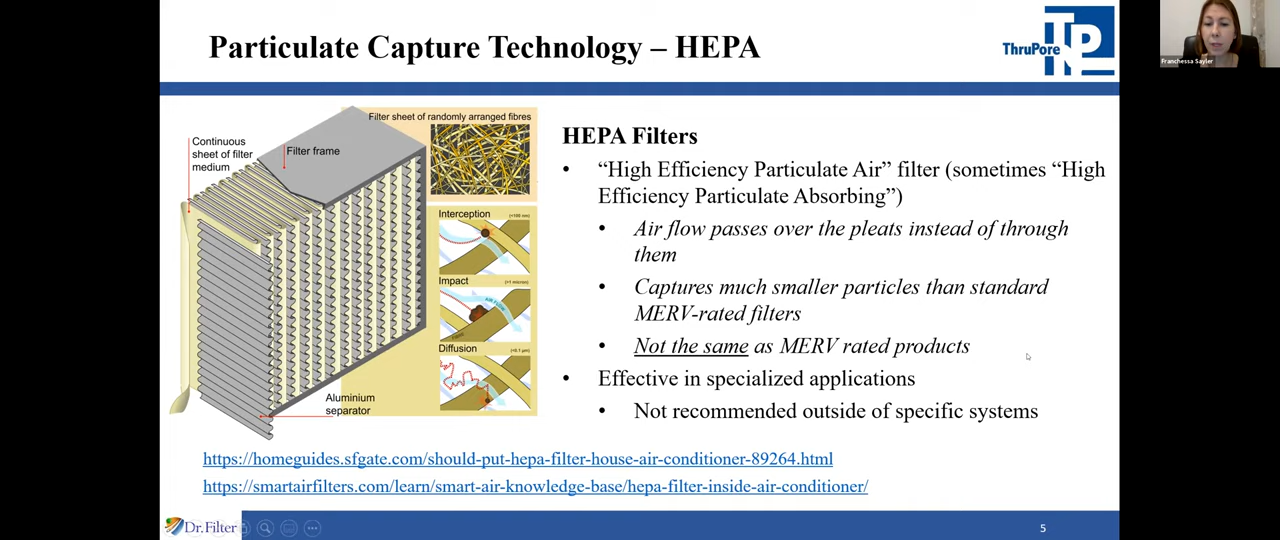 Particulate Capture Technology – HEPA
ThruPore
TP
Franchessa Sayler
Continuous
sheet of filter
medium
Filter frame
Filter sheet of randomly arranged fibres
Interception
Impact
Diffusion
Aluminium
separator
HEPA Filters
• “High Efficiency Particulate Air” filter (sometimes “High
Efficiency Particulate Absorbing”)
• Air flow passes over the pleats instead of through
them
• Captures much smaller particles than standard
MERV-rated filters
• Not the same as MERV rated products
• Effective in specialized applications
• Not recommended outside of specific systems
https://homeguides.sfgate.com/should-put-hepa-filter-house-air-conditioner-89264.html
https://smartairfilters.com/learn/smart-air-knowledge-base/hepa-filter-inside-air-conditioner/
Dr.Filter
5